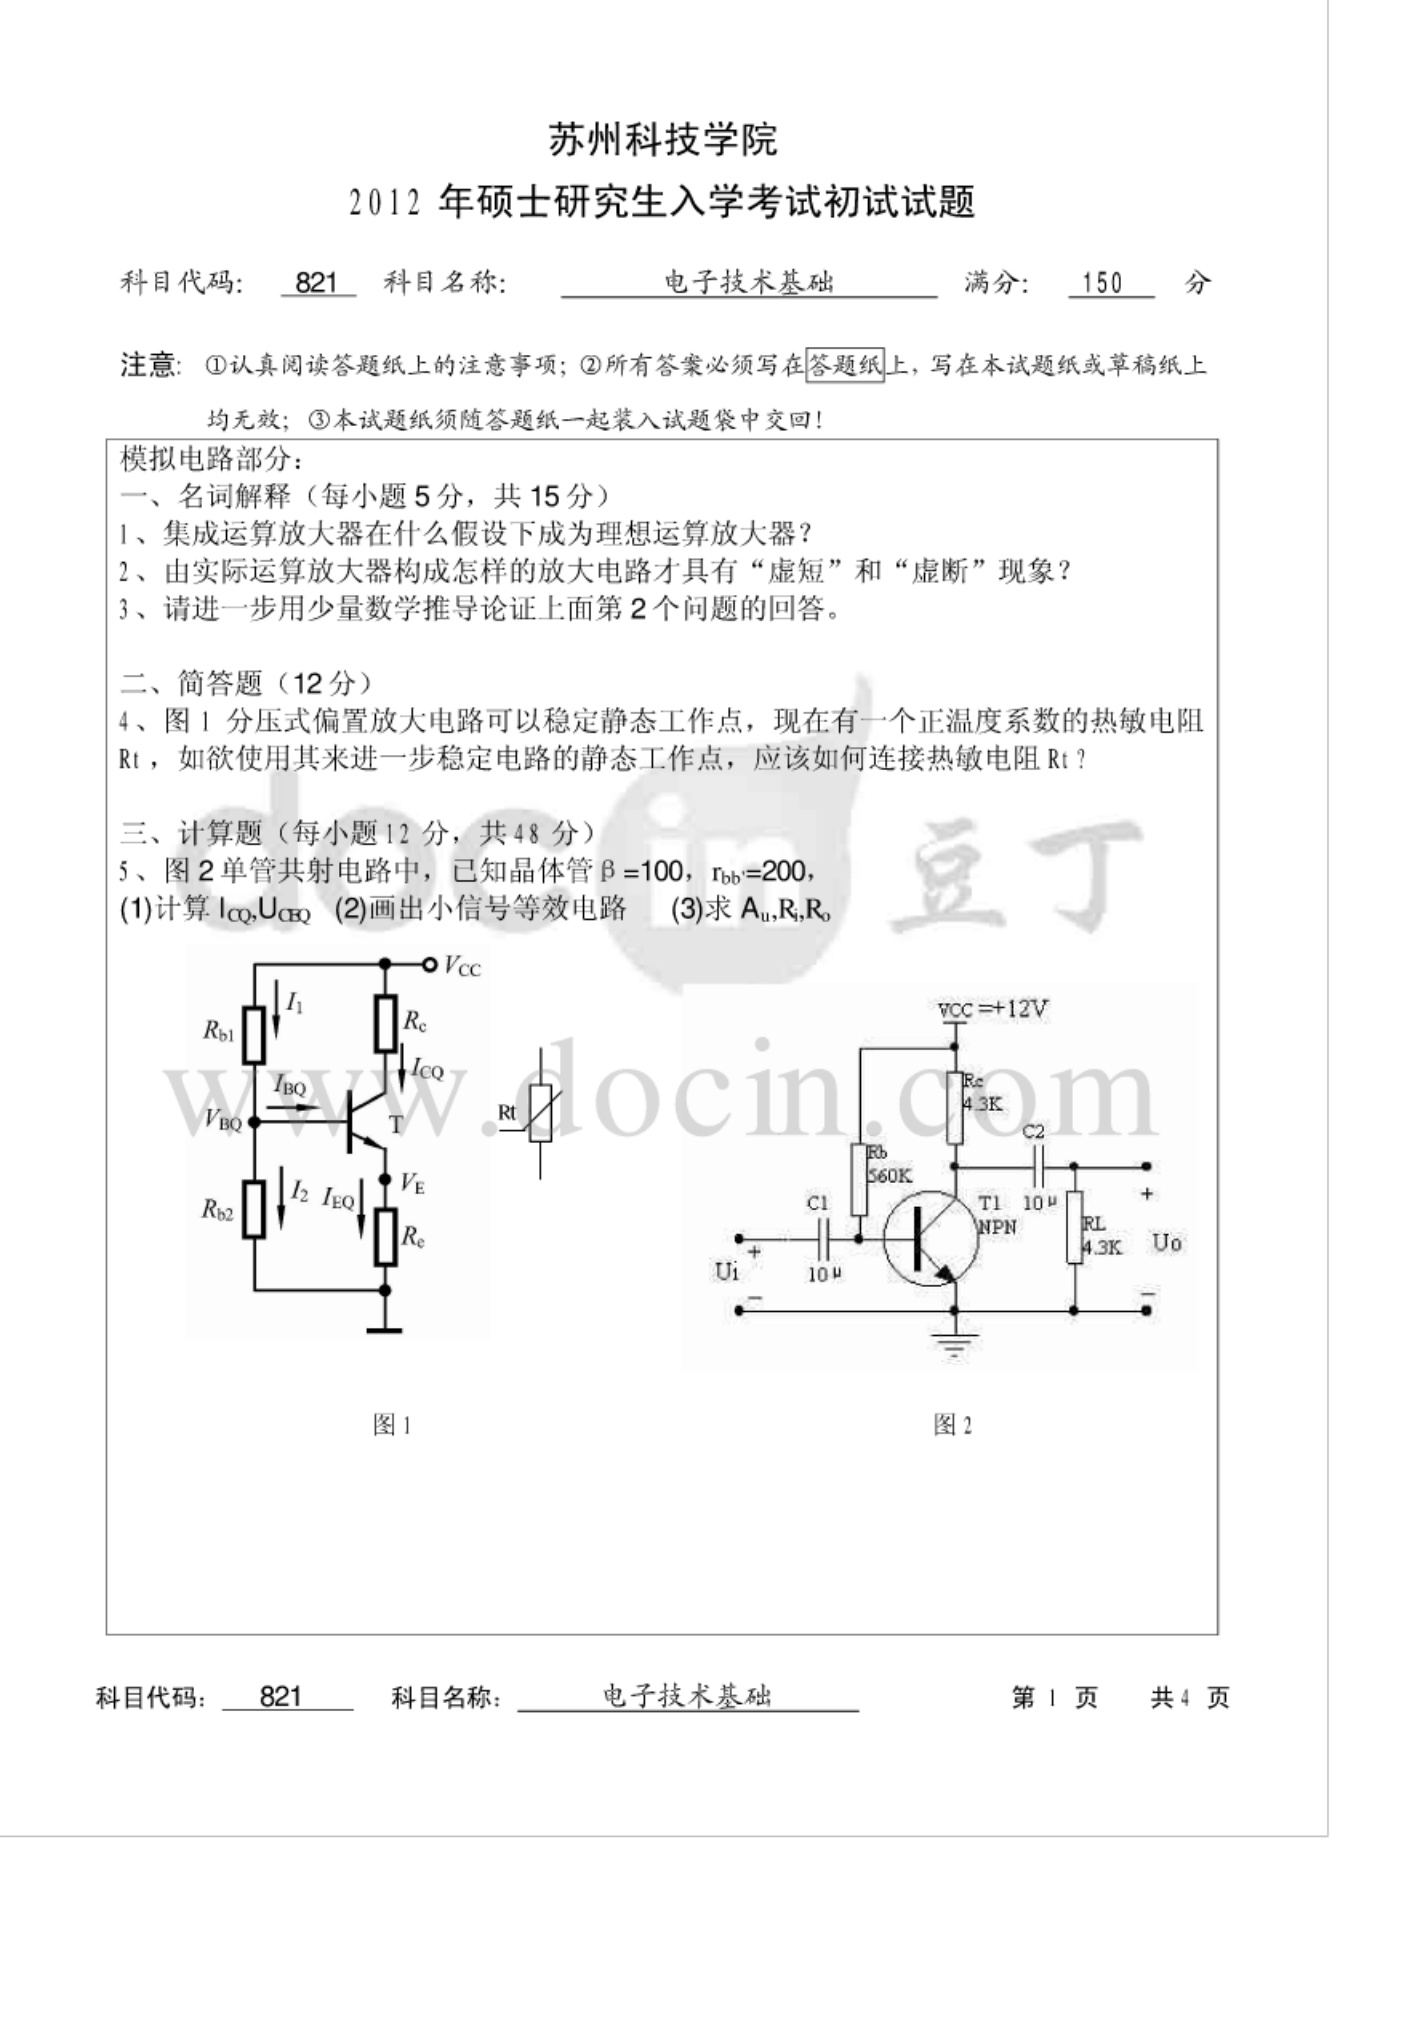 苏州科技学院
2012 年硕士研究生入学考试初试试题
科目代码: 821 科目名称: 电子技术基础 满分: 150 分
注意: ①认真阅读答题纸上的注意事项; ②所有答案必须写在答题纸上, 写在本试题纸或草稿纸上
均无效; ③本试题纸须随答题纸一起装入试题袋中交回!
模拟电路部分:
一、名词解释（每小题 5 分，共 15 分）
1、集成运算放大器在什么假设下成为理想运算放大器?
2、由实际运算放大器构成怎样的放大电路才具有“虚短”和“虚断”现象?
3、请进一步用少量数学推导论证上面第 2 个问题的回答。
二、简答题（12 分）
4、图 1 分压式偏置放大电路可以稳定静态工作点，现在有一个正温度系数的热敏电阻
Rt，如欲使用其来进一步稳定电路的静态工作点，应该如何连接热敏电阻 Rt?
三、计算题（每小题 12 分，共 48 分）
5、图 2 单管共射电路中，已知晶体管 β=100，rbb'=200，
(1)计算 ICQ,UCEQ (2)画出小信号等效电路 (3)求 Au,Ri,Ro
docin 豆丁
www.docin.com
VCC
Rb1
I1
Rc
ICQ
IBQ
VBQ
T
Rb2
I2
IEQ
VE
Re
Rt
VCC =+12V
Rc
4.3K
C2
Rb
560K
C1
T1
NPN
10μ
RL
4.3K
Uo
+
−
Ui
+
−
10μ
图 1
图 2
科目代码: 821 科目名称: 电子技术基础 第 1 页 共 4 页